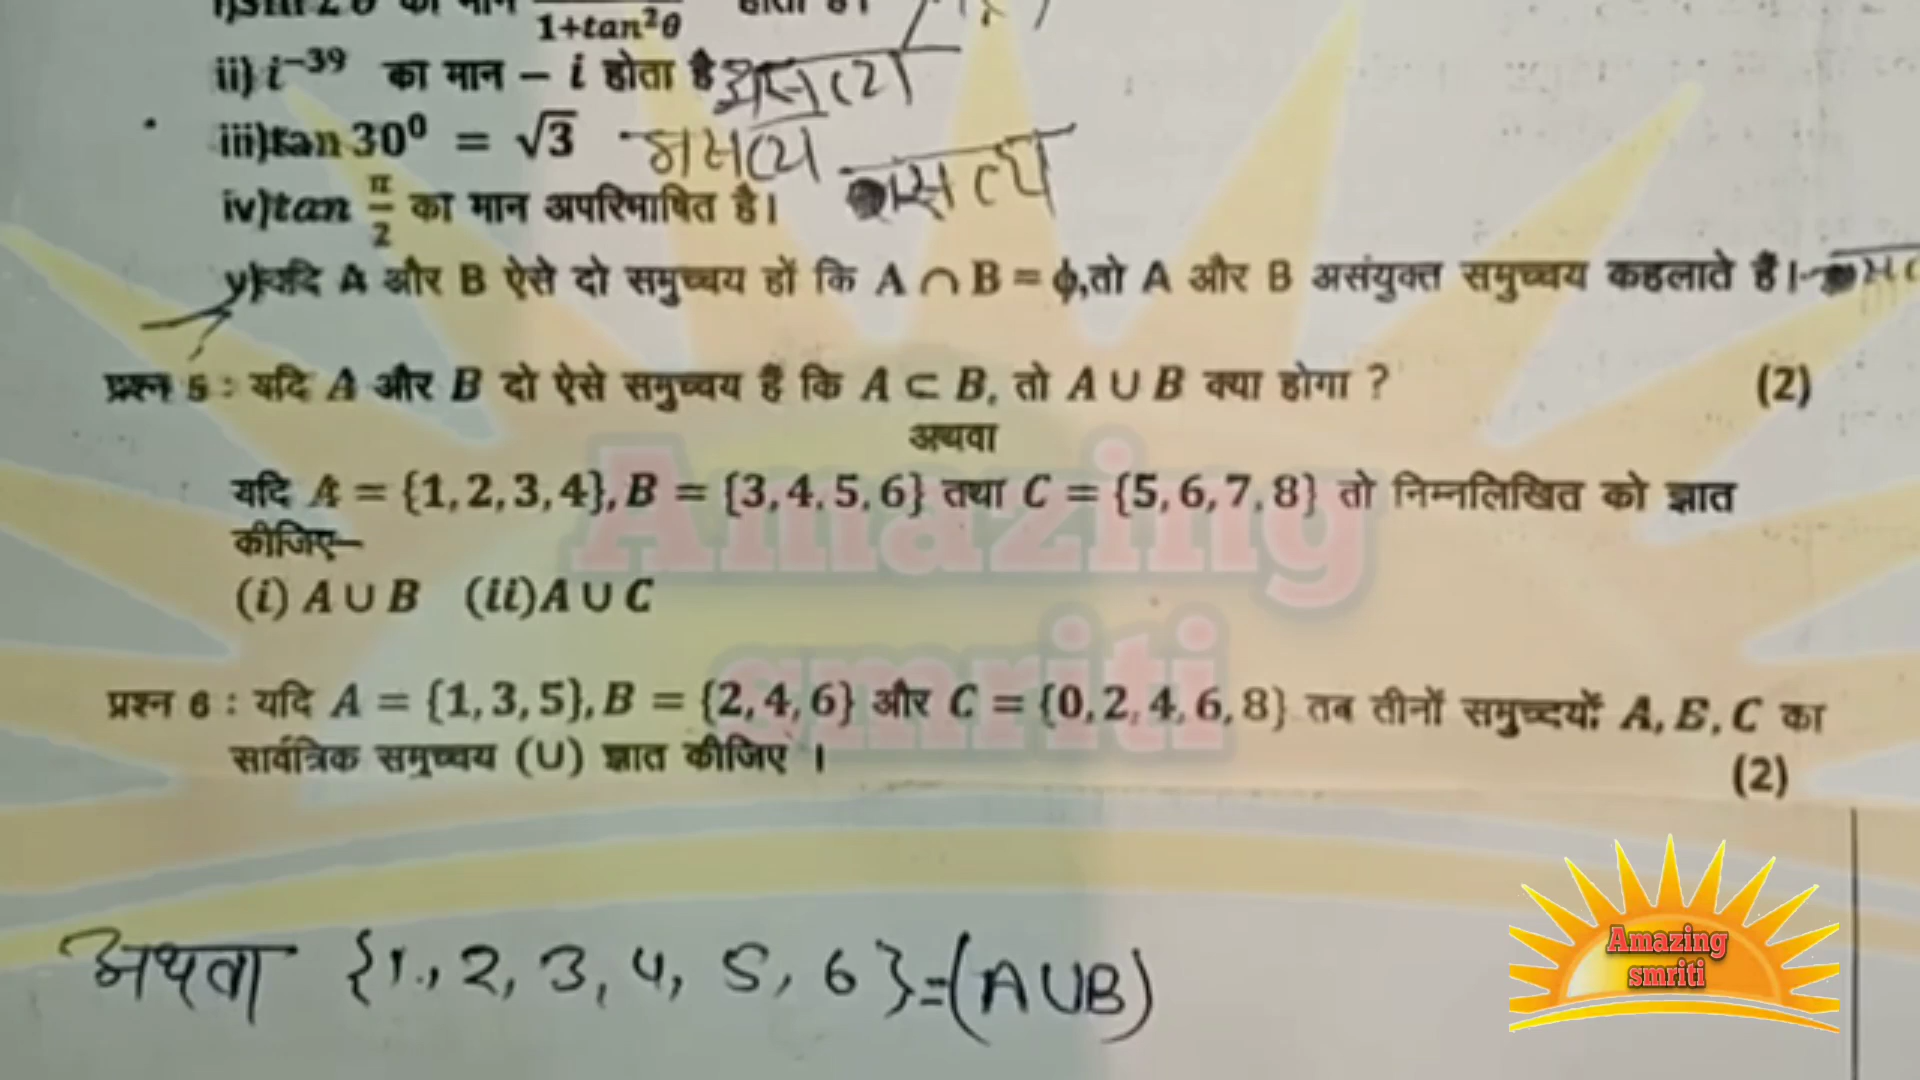 1+tan²θ
ii) i⁻³⁹ का मान – i होता है असत्य
iii) tan 30⁰ = √3 असत्य
iv) tan π/2 का मान अपरिभाषित है। सत्य
v) यदि A और B ऐसे दो समुच्चय हों कि A ∩ B = ϕ, तो A और B असंयुक्त समुच्चय कहलाते हैं।
प्रश्न 5 : यदि A और B दो ऐसे समुच्चय हैं कि A ⊂ B, तो A ∪ B क्या होगा ? (2)
अथवा
यदि A = {1, 2, 3, 4}, B = {3, 4, 5, 6} तथा C = {5, 6, 7, 8} तो निम्नलिखित को ज्ञात
कीजिए–
(i) A ∪ B (ii) A ∪ C
प्रश्न 6 : यदि A = {1, 3, 5}, B = {2, 4, 6} और C = {0, 2, 4, 6, 8} तब तीनों समुच्चयों A, B, C का
सार्वत्रिक समुच्चय (U) ज्ञात कीजिए ।
(2)
अथवा {1, 2, 3, 4, 5, 6} = (A∪B)
Amazing
smriti
Amazing
smriti